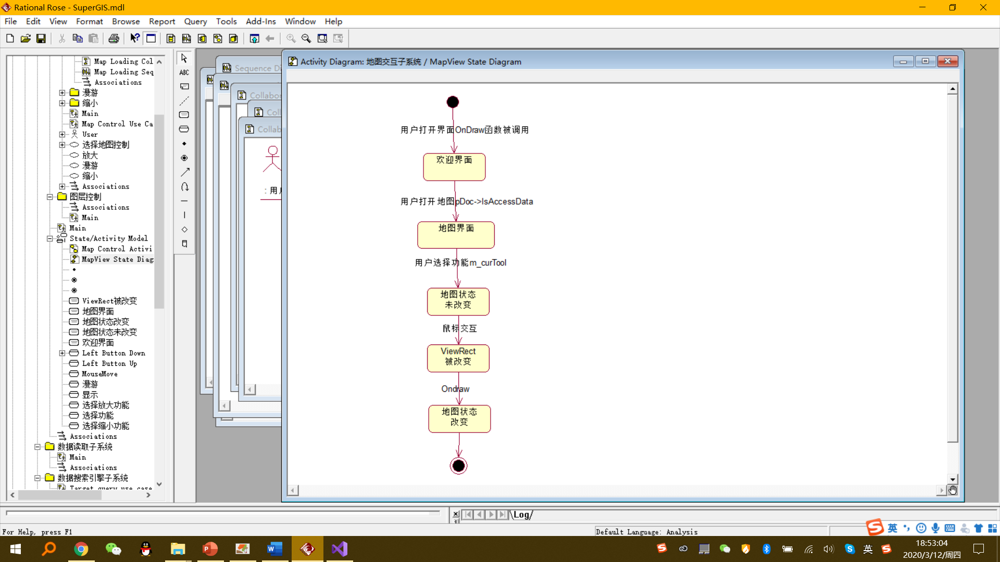 Rational Rose - SuperGIS.mdl
File Edit View Format Browse Report Query Tools Add-Ins Window Help
Map Loading Col
Map Loading Seq
Associations
漫游
缩小
Main
Map Control Use Ca
User
选择地图控制
放大
漫游
缩小
Associations
图层控制
Associations
Main
Main
State/Activity Model
Map Control Activi
MapView State Diag
ViewRect被改变
地图界面
地图状态改变
地图状态未改变
欢迎界面
Left Button Down
Left Button Up
MouseMove
漫游
显示
选择放大功能
选择功能
选择缩小功能
Associations
数据读取子系统
Main
Associations
数据搜索引擎子系统
Target query use case
ABC
Sequence Di
Collabor
Coll
Collab
: 用户
Activity Diagram: 地图交互子系统 / MapView State Diagram
用户打开界面OnDraw函数被调用
欢迎界面
用户打开地图pDoc->IsAccessData
地图界面
用户选择功能m_curTool
地图状态
未改变
鼠标交互
ViewRect
被改变
Ondraw
地图状态
改变
Log
For Help, press F1
Default Language: Analysis
英
英
18:53:04
2020/3/12/周四